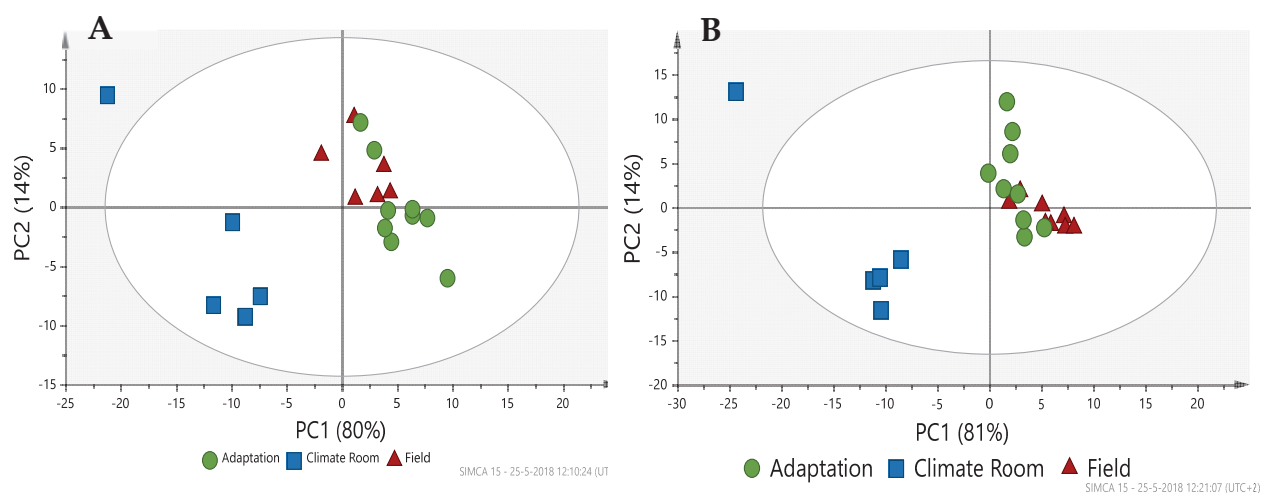 A
10
5
0
-5
-10
-15
PC2 (14%)
-25 -20 -15 -10 -5 0 5 10 15 20
PC1 (80%)
Adaptation Climate Room Field
SIMCA 15 - 25-5-2018 12:10:24 (UT
B
15
10
5
0
-5
-10
-15
-20
PC2 (14%)
-30 -25 -20 -15 -10 -5 0 5 10 15 20
PC1 (81%)
Adaptation Climate Room Field
SIMCA 15 - 25-5-2018 12:21:07 (UTC+2)